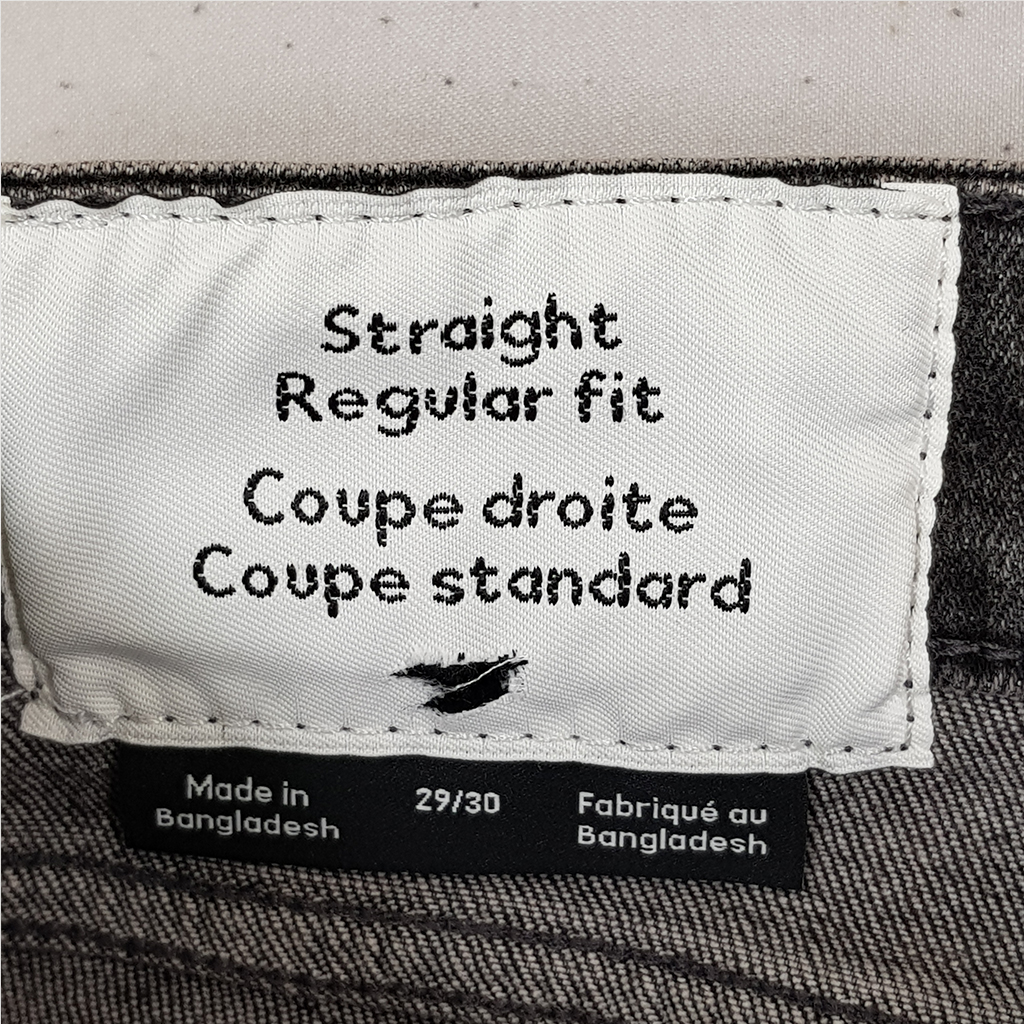 Straight
Regular fit
Coupe droite
Coupe standard
Made in
Bangladesh
29/30
Fabriqué au
Bangladesh